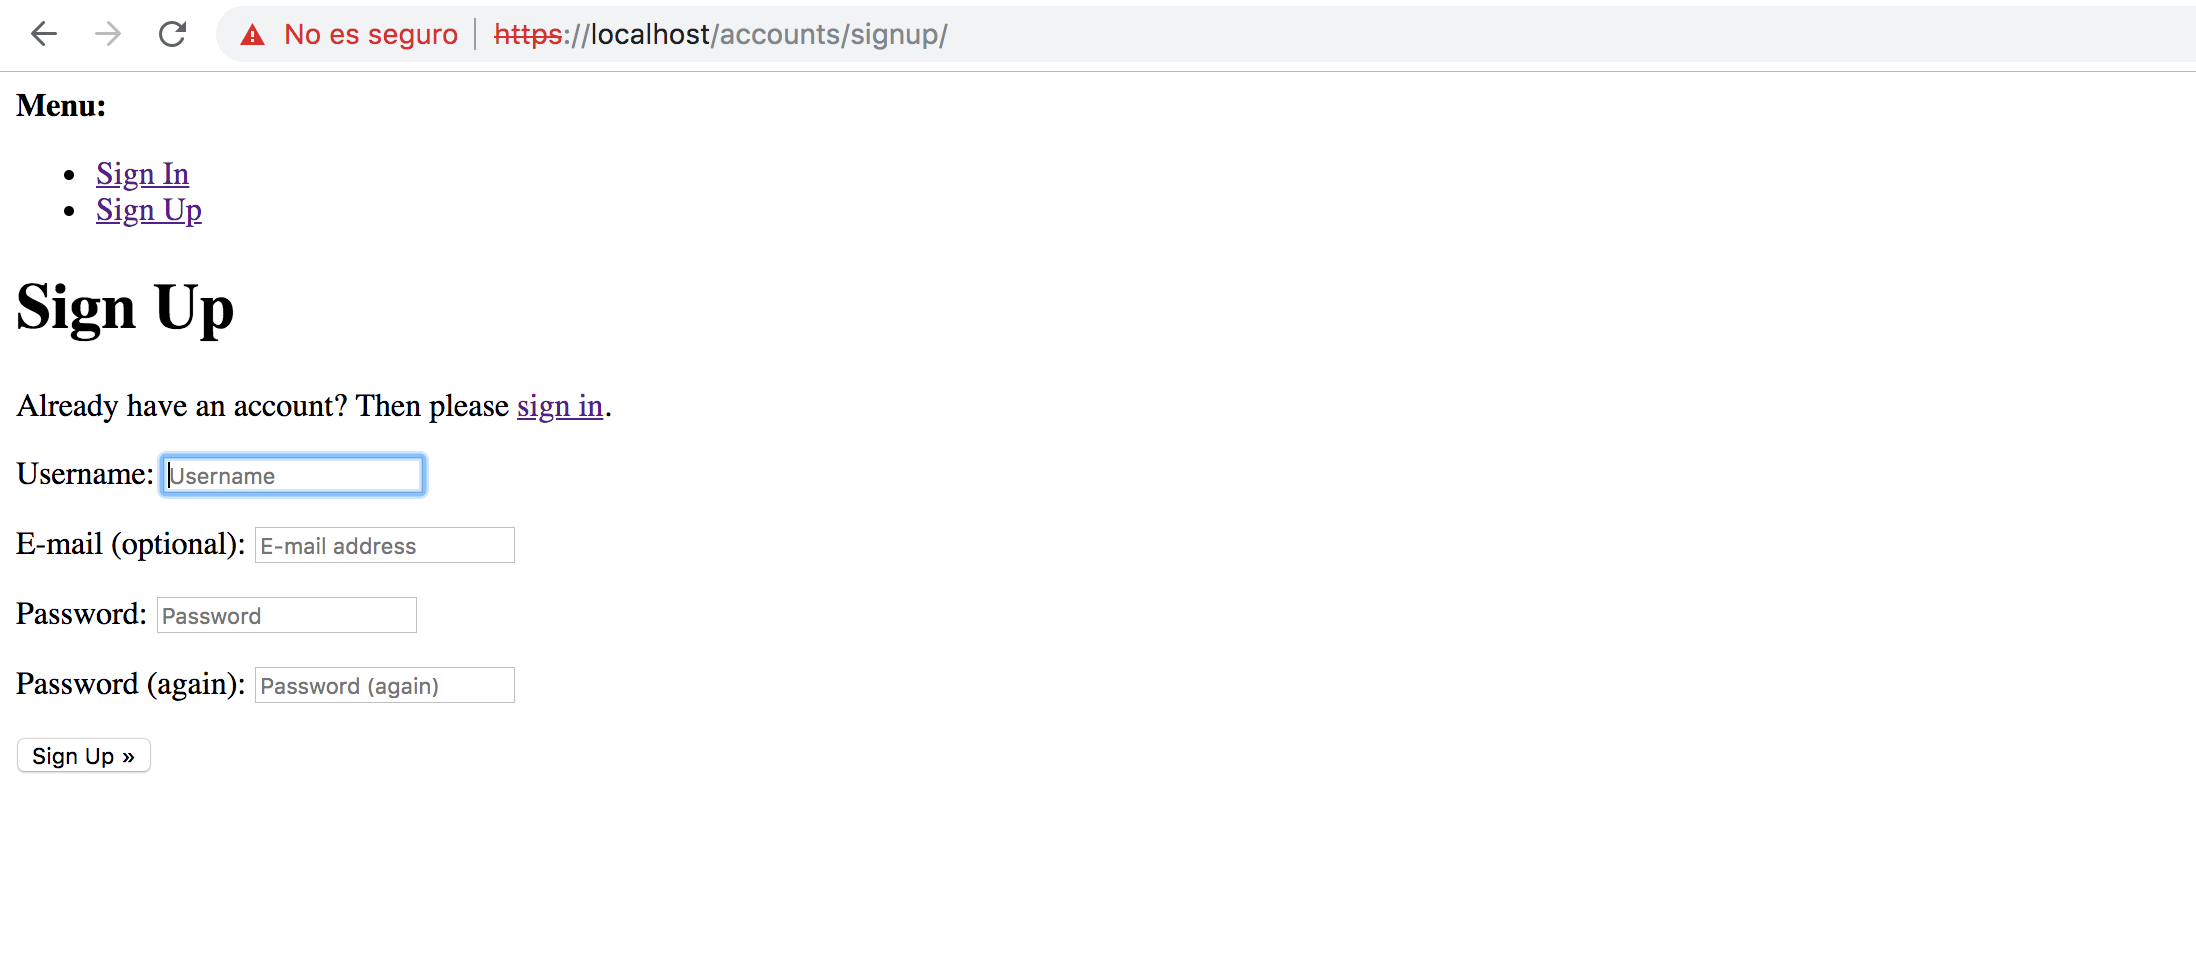 No es seguro | https://localhost/accounts/signup/
Menu:
• Sign In
• Sign Up
Sign Up
Already have an account? Then please sign in.
Username: Username
E-mail (optional): E-mail address
Password: Password
Password (again): Password (again)
Sign Up »